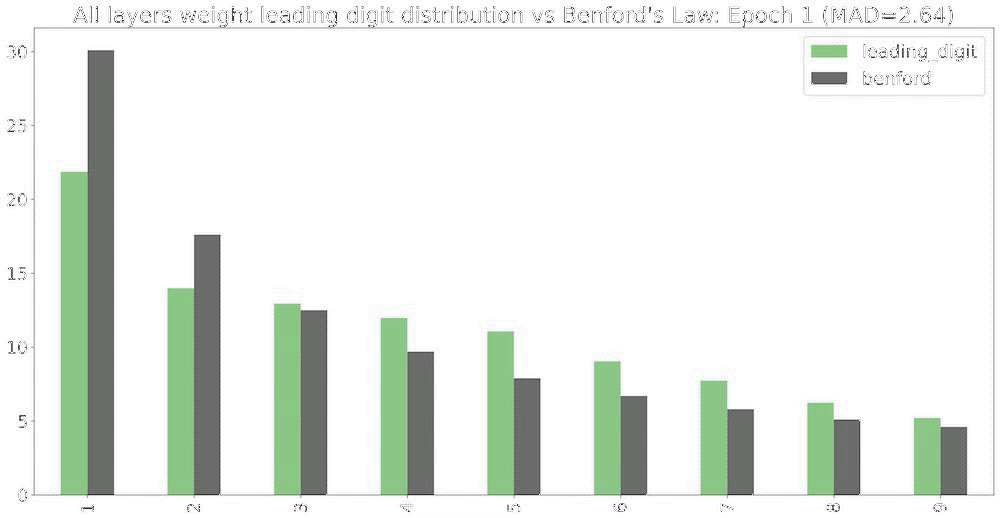 All layers weight leading digit distribution vs Benford's Law: Epoch 1 (MAD=2.64)
leading_digit
benford
30
25
20
15
10
5
0
1 2 3 4 5 6 7 8 9